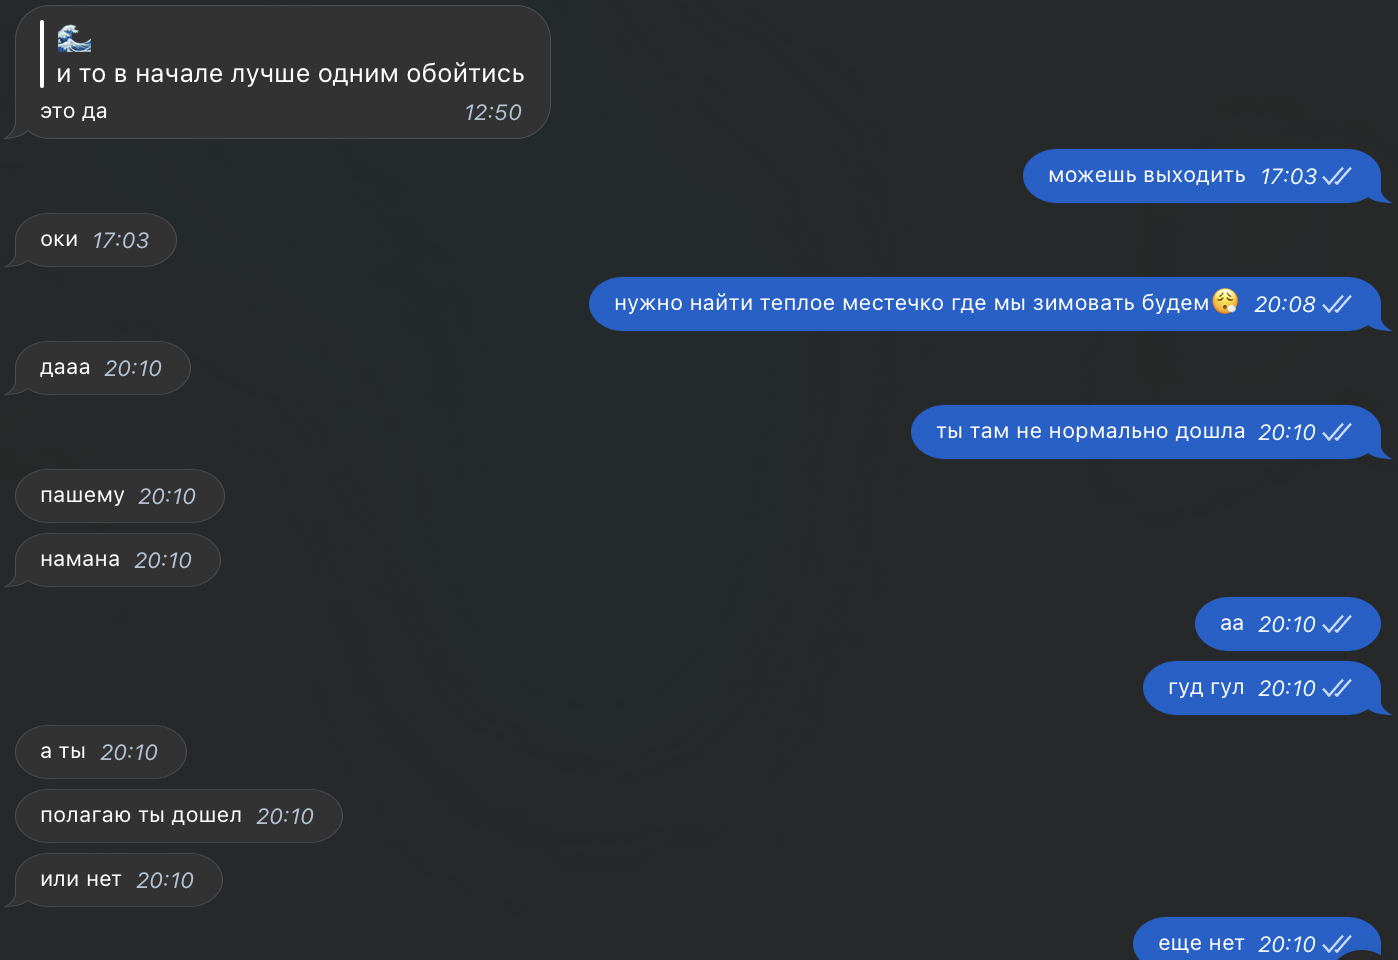 🌊
и то в начале лучше одним обойтись
это да 12:50
можешь выходить 17:03
оки 17:03
нужно найти теплое местечко где мы зимовать будем😮‍💨 20:08
дааа 20:10
ты там не нормально дошла 20:10
пашему 20:10
намана 20:10
аа 20:10
гуд гул 20:10
а ты 20:10
полагаю ты дошел 20:10
или нет 20:10
еще нет 20:10